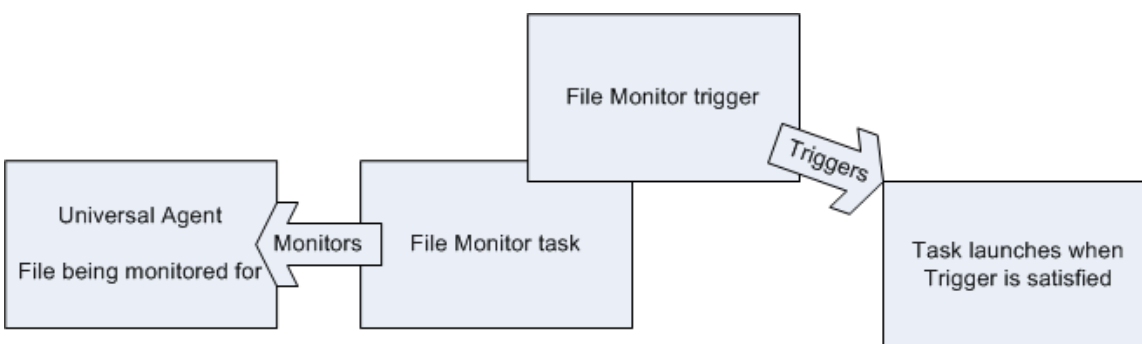 File Monitor trigger
Triggers
Universal Agent
File being monitored for
Monitors
File Monitor task
Task launches when
Trigger is satisfied